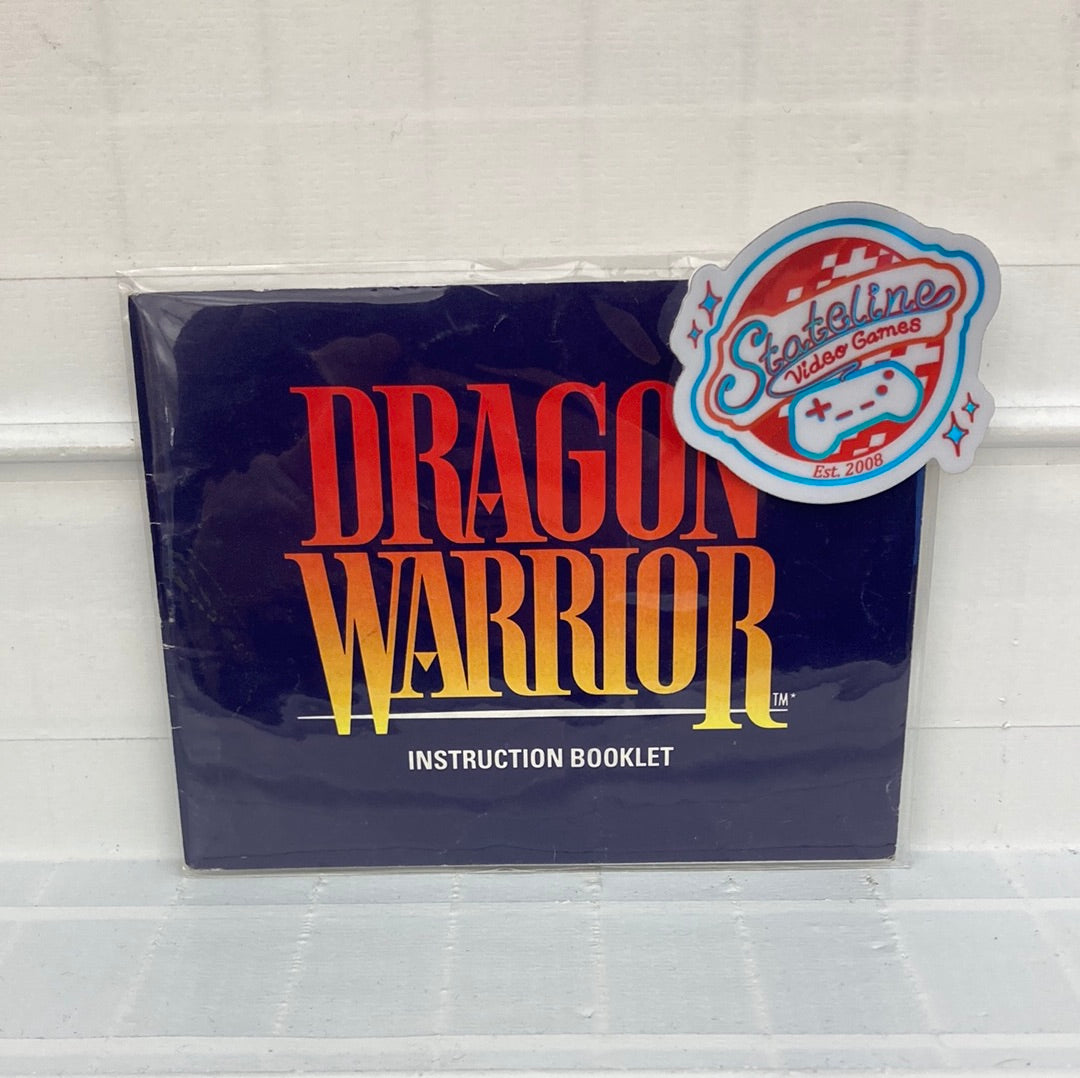 DRAGON
WARRIOR
TM*
INSTRUCTION BOOKLET
Stateline
Video Games
Est. 2008